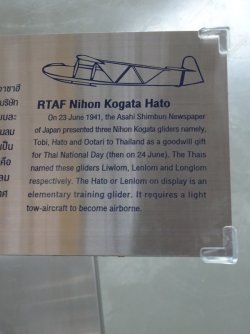 RTAF Nihon Kogata Hato
On 23 June 1941, the Asahi Shimbun Newspaper
of Japan presented three Nihon Kogata gliders namely,
Tobi, Hato and Ootari to Thailand as a goodwill gift
for Thai National Day (then on 24 June). The Thais
named these gliders Liwlom, Lenlom and Longlom
respectively. The Hato or Lenlom on display is an
elementary training glider. It requires a light
tow-aircraft to become airborne.